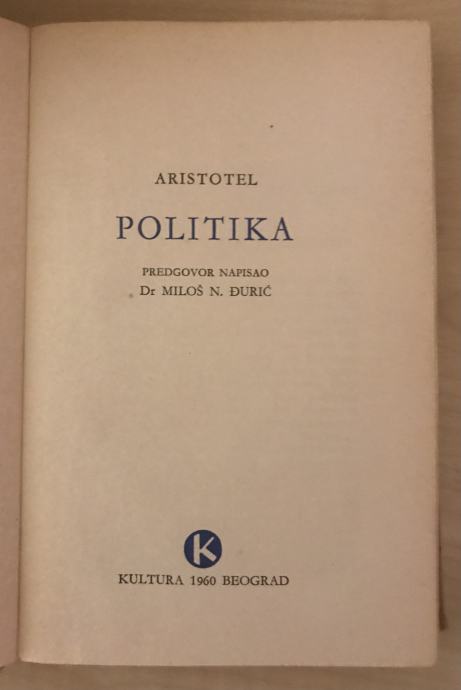 ARISTOTEL
POLITIKA
PREDGOVOR NAPISAO
Dr MILOŠ N. ĐURIĆ
K
KULTURA 1960 BEOGRAD